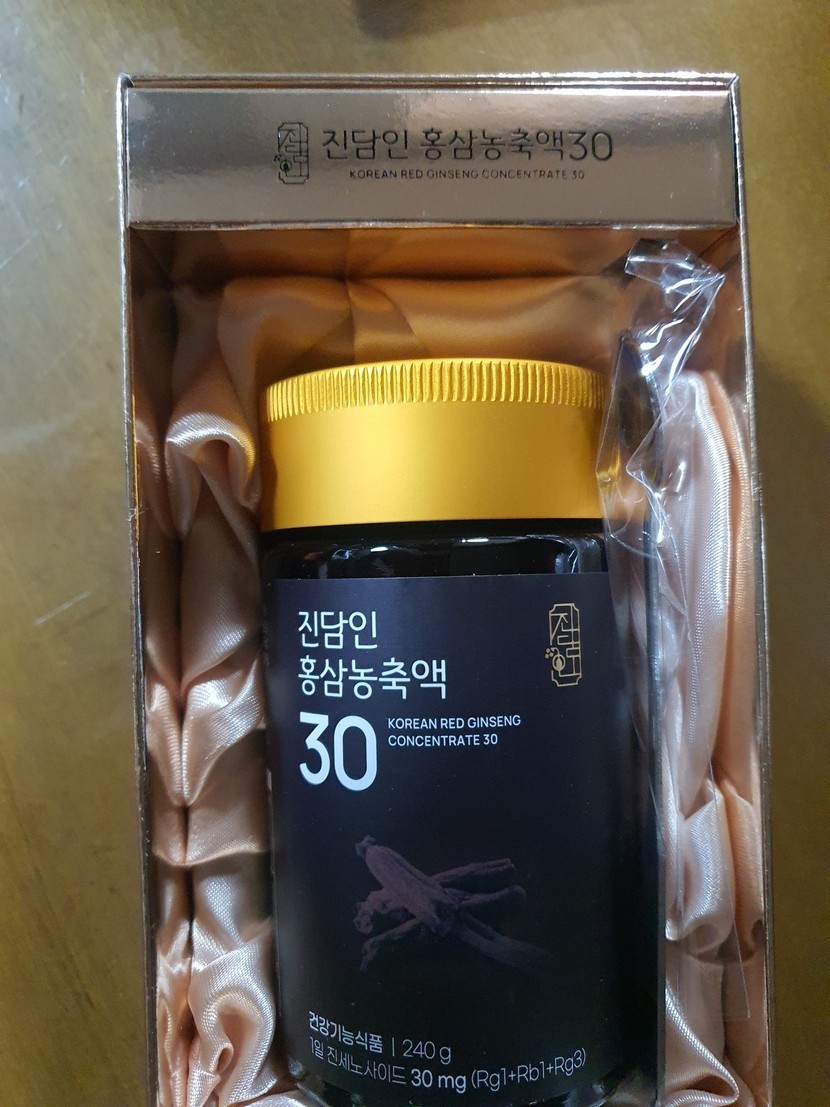 진담인 홍삼농축액30
KOREAN RED GINSENG CONCENTRATE 30
진담인
홍삼농축액
30
KOREAN RED GINSENG
CONCENTRATE 30
건강기능식품 | 240 g
1일 진세노사이드 30 mg (Rg1+Rb1+Rg3)